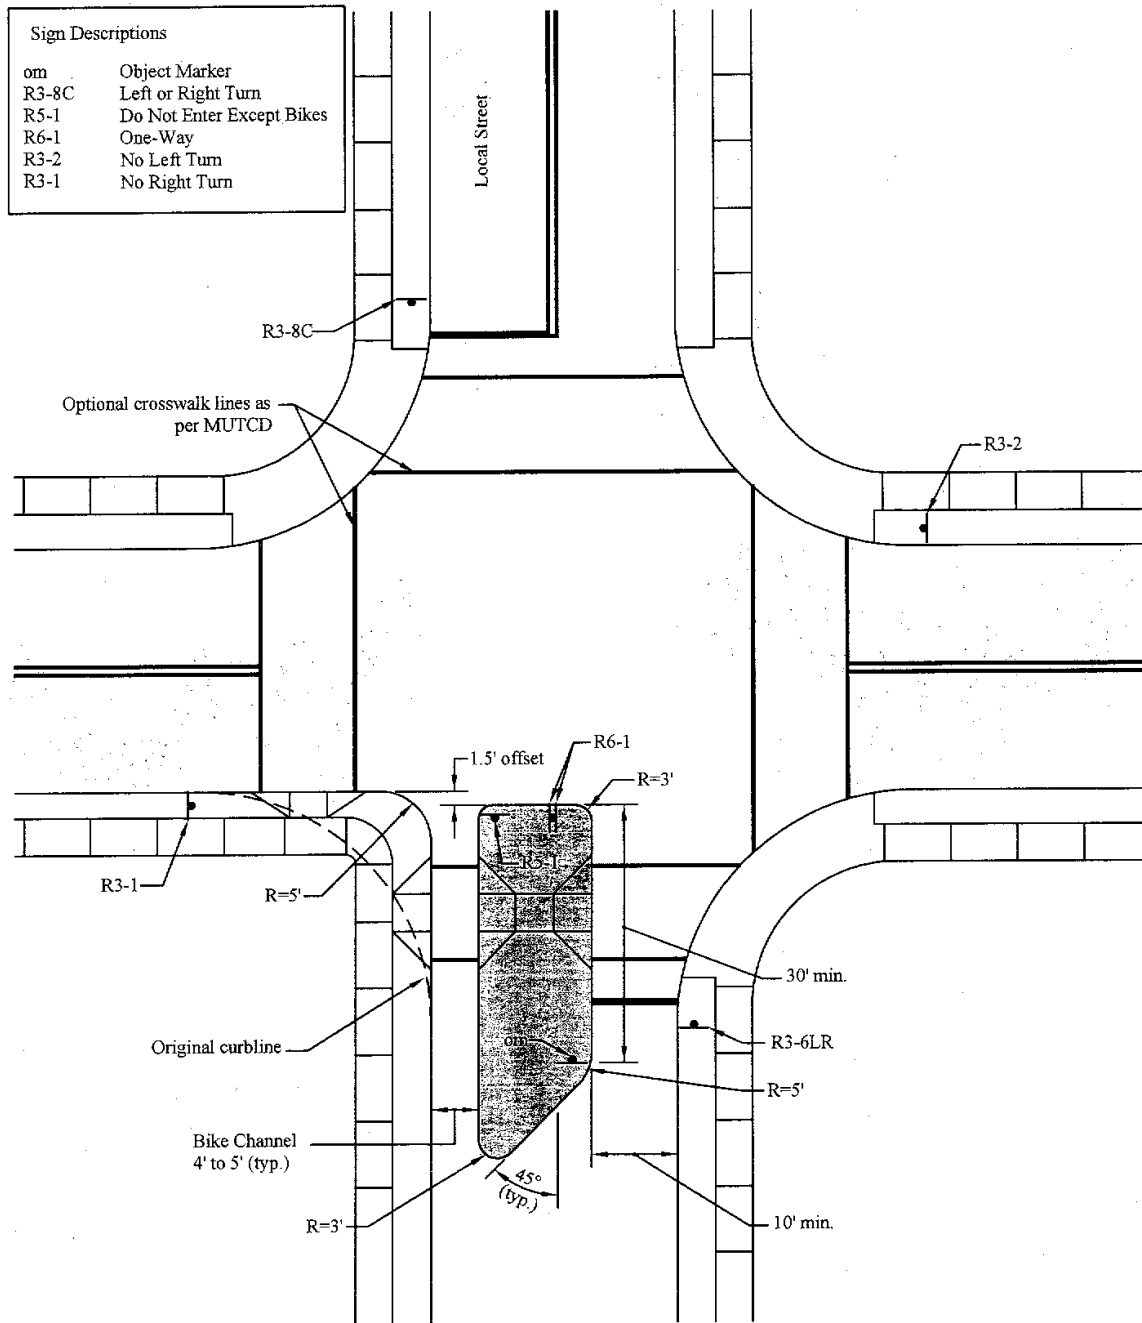 Sign Descriptions
om Object Marker
R3-8C Left or Right Turn
R5-1 Do Not Enter Except Bikes
R6-1 One-Way
R3-2 No Left Turn
R3-1 No Right Turn
Local Street
R3-8C
Optional crosswalk lines as
per MUTCD
R3-2
R6-1
1.5' offset
R=3'
R5-1
R3-1
R=5'
30' min.
Original curbline
om
R3-6LR
R=5'
Bike Channel
4' to 5' (typ.)
45°
(typ.)
R=3'
10' min.